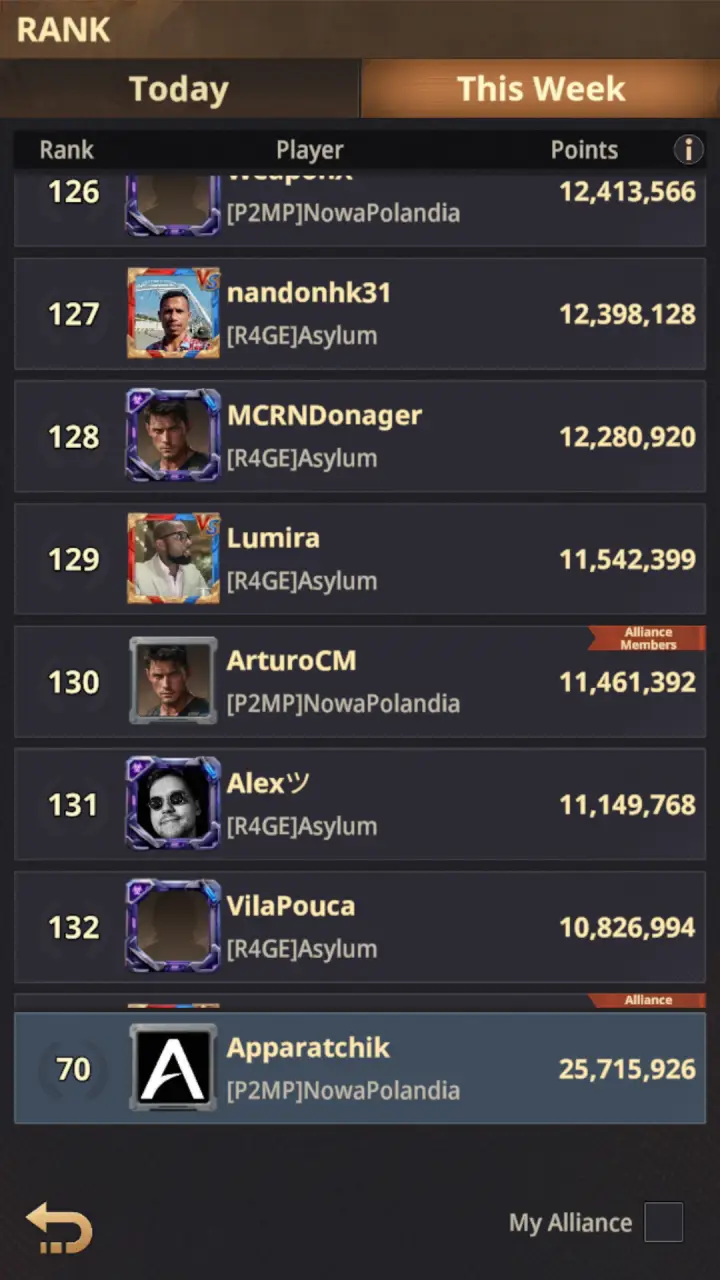 RANK
Today
This Week
Rank
Player
Points
126
WeaponX
[P2MP]NowaPolandia
12,413,566
127
nandonhk31
[R4GE]Asylum
12,398,128
128
MCRNDonager
[R4GE]Asylum
12,280,920
129
Lumira
[R4GE]Asylum
11,542,399
Alliance
Members
130
ArturoCM
[P2MP]NowaPolandia
11,461,392
131
Alexツ
[R4GE]Asylum
11,149,768
132
VilaPouca
[R4GE]Asylum
10,826,994
Alliance
70
Apparatchik
[P2MP]NowaPolandia
25,715,926
My Alliance